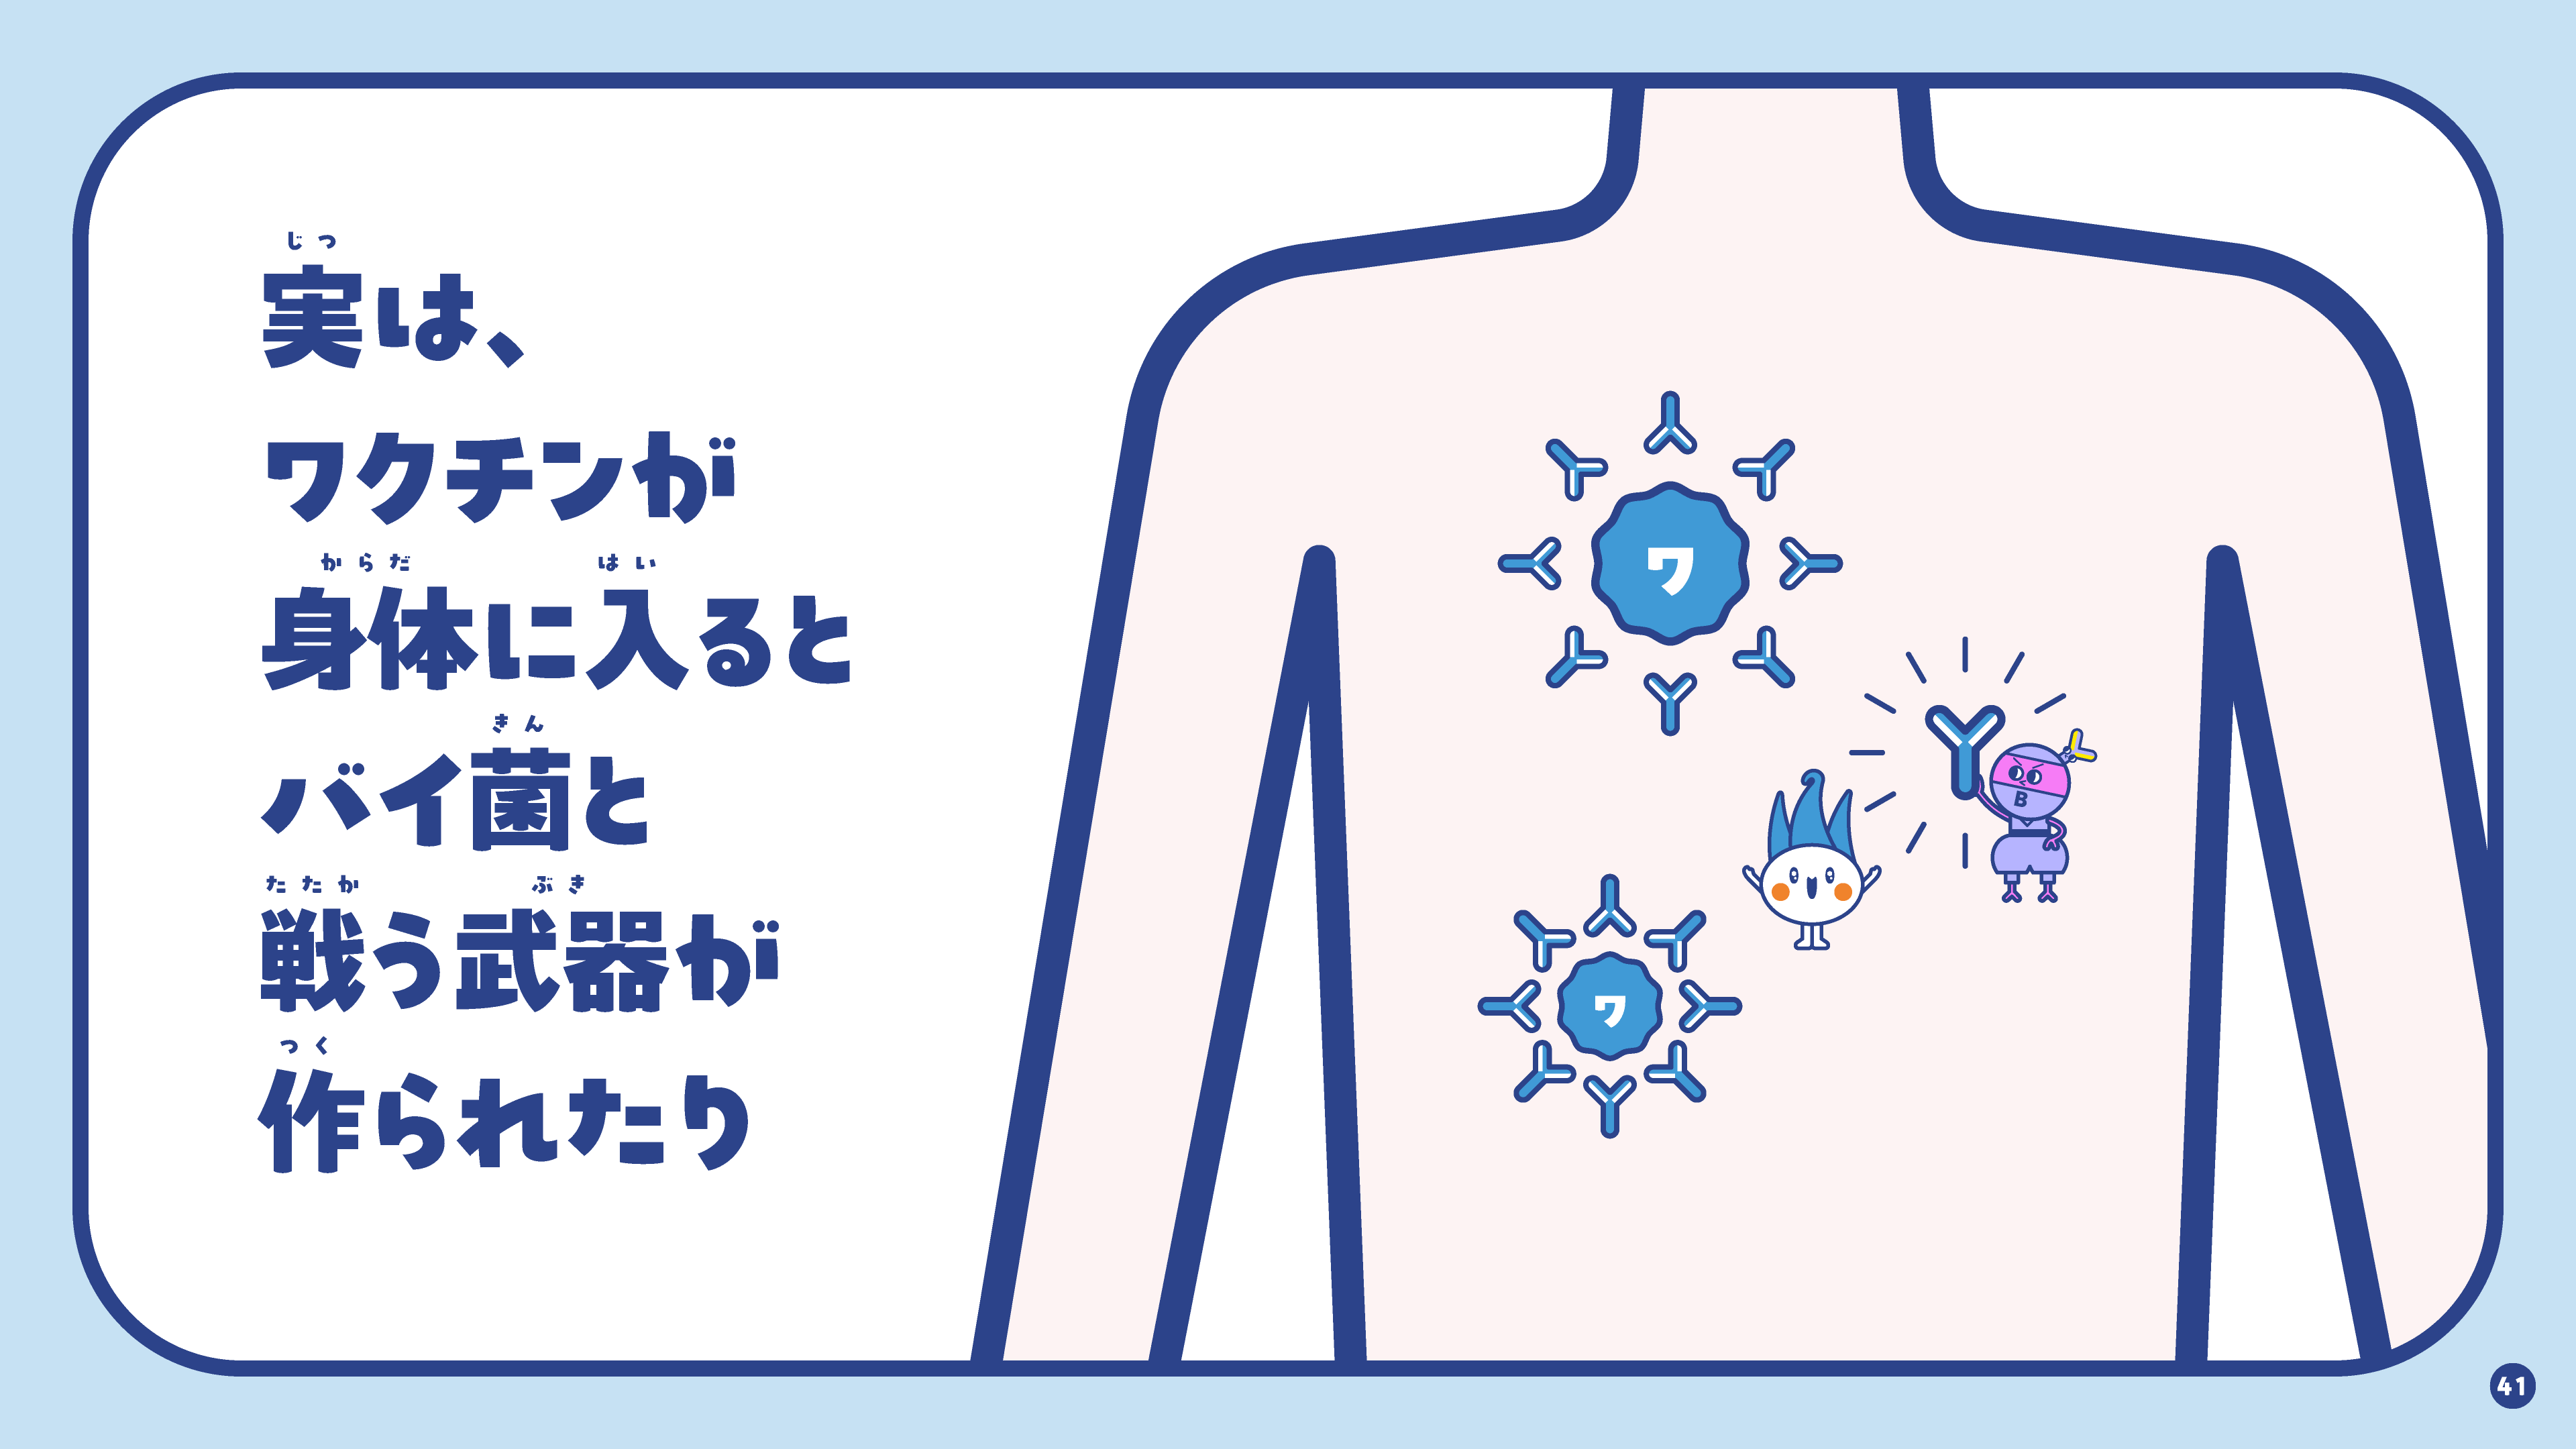 じつ
実は、
ワクチンが
からだ はい
身体に入ると
きん
バイ菌と
たたか ぶき
戦う武器が
つく
作られたり
ワ
B
ワ
41